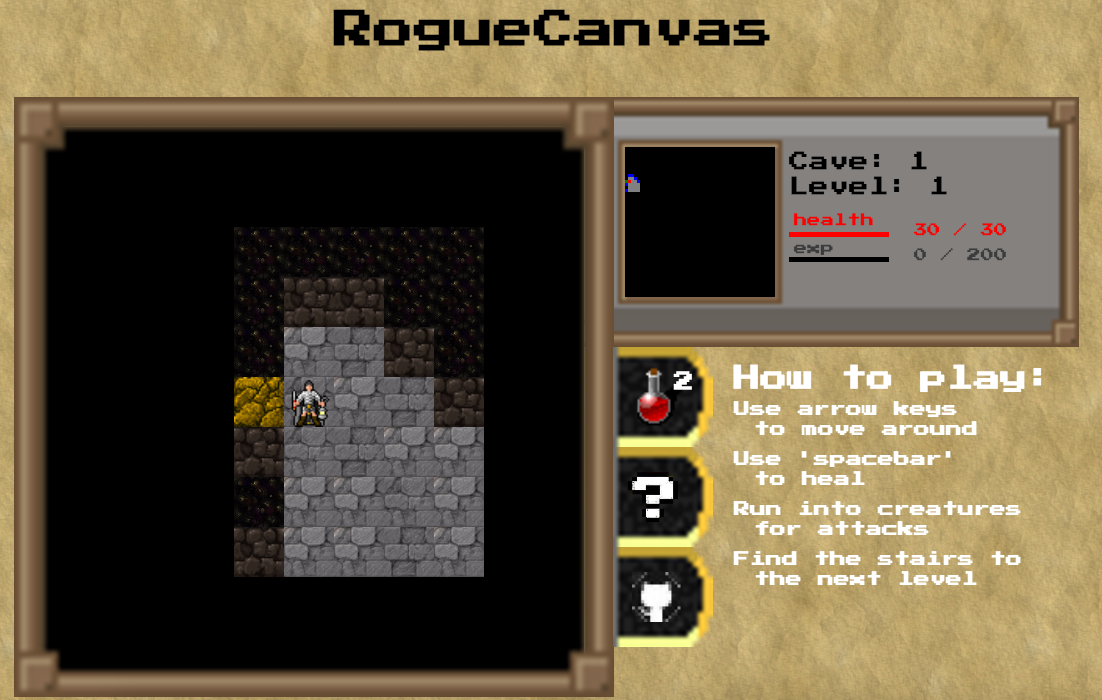 RogueCanvas
Cave: 1
Level: 1
health
30 / 30
exp
0 / 200
2
?
How to play:
Use arrow keys
to move around
Use 'spacebar'
to heal
Run into creatures
for attacks
Find the stairs to
the next level